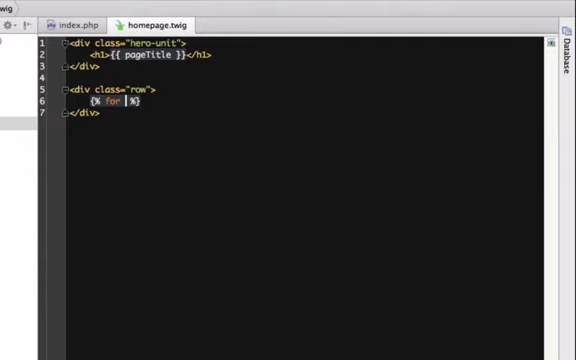 wig
index.php homepage.twig
1 <div class="hero-unit">
2 <h1>{{ pageTitle }}</h1>
3 </div>
4
5 <div class="row">
6 {% for %}
7 </div>
Database